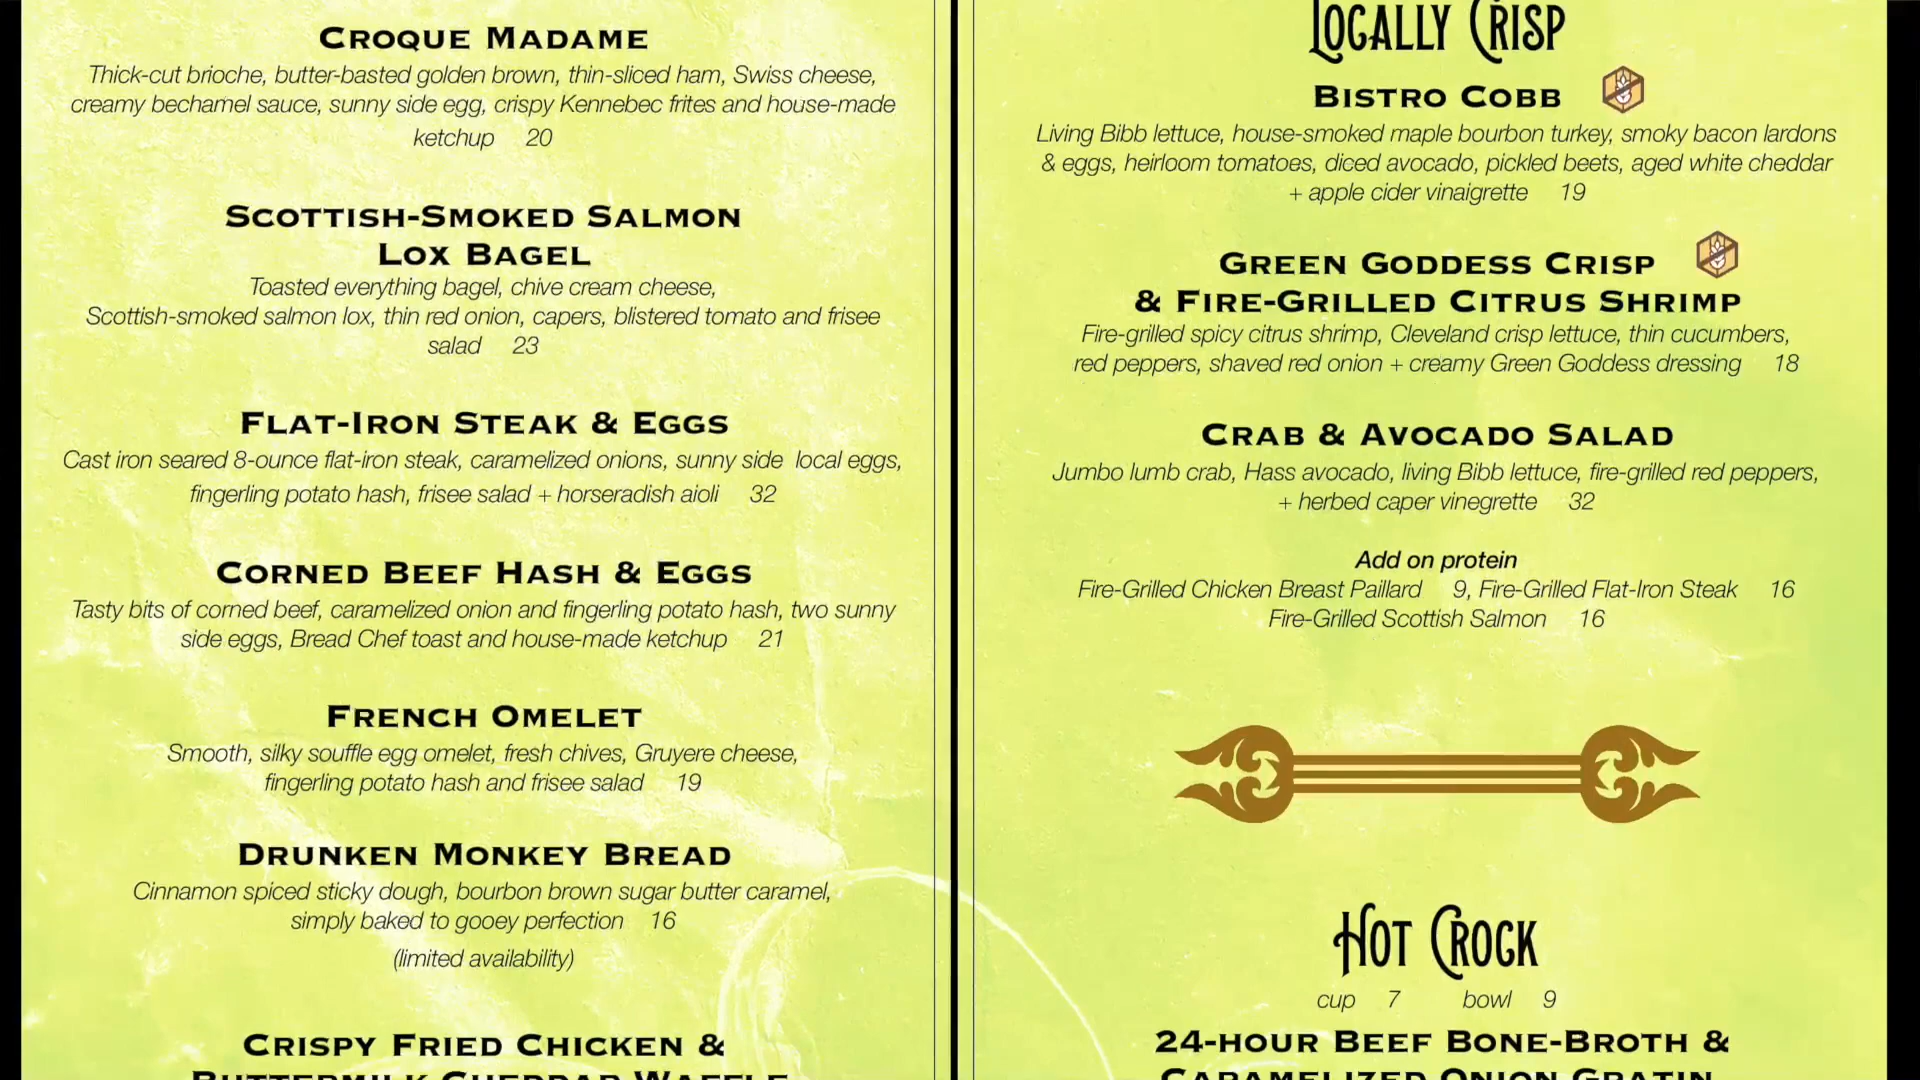 CROQUE MADAME
Thick-cut brioche, butter-basted golden brown, thin-sliced ham, Swiss cheese,
creamy bechamel sauce, sunny side egg, crispy Kennebec frites and house-made
ketchup 20
SCOTTISH-SMOKED SALMON
LOX BAGEL
Toasted everything bagel, chive cream cheese,
Scottish-smoked salmon lox, thin red onion, capers, blistered tomato and frisee
salad 23
FLAT-IRON STEAK & EGGS
Cast iron seared 8-ounce flat-iron steak, caramelized onions, sunny side local eggs,
fingerling potato hash, frisee salad + horseradish aioli 32
CORNED BEEF HASH & EGGS
Tasty bits of corned beef, caramelized onion and fingerling potato hash, two sunny
side eggs, Bread Chef toast and house-made ketchup 21
FRENCH OMELET
Smooth, silky souffle egg omelet, fresh chives, Gruyere cheese,
fingerling potato hash and frisee salad 19
DRUNKEN MONKEY BREAD
Cinnamon spiced sticky dough, bourbon brown sugar butter caramel,
simply baked to gooey perfection 16
(limited availability)
CRISPY FRIED CHICKEN &
BUTTERMILK CHEDDAR WAFFLE
LOCALLY CRISP
BISTRO COBB
Living Bibb lettuce, house-smoked maple bourbon turkey, smoky bacon lardons
& eggs, heirloom tomatoes, diced avocado, pickled beets, aged white cheddar
+ apple cider vinaigrette 19
GREEN GODDESS CRISP
& FIRE-GRILLED CITRUS SHRIMP
Fire-grilled spicy citrus shrimp, Cleveland crisp lettuce, thin cucumbers,
red peppers, shaved red onion + creamy Green Goddess dressing 18
CRAB & AVOCADO SALAD
Jumbo lumb crab, Hass avocado, living Bibb lettuce, fire-grilled red peppers,
+ herbed caper vinegrette 32
Add on protein
Fire-Grilled Chicken Breast Paillard 9, Fire-Grilled Flat-Iron Steak 16
Fire-Grilled Scottish Salmon 16
HOT CROCK
cup 7 bowl 9
24-HOUR BEEF BONE-BROTH &
CARAMELIZED ONION GRATIN